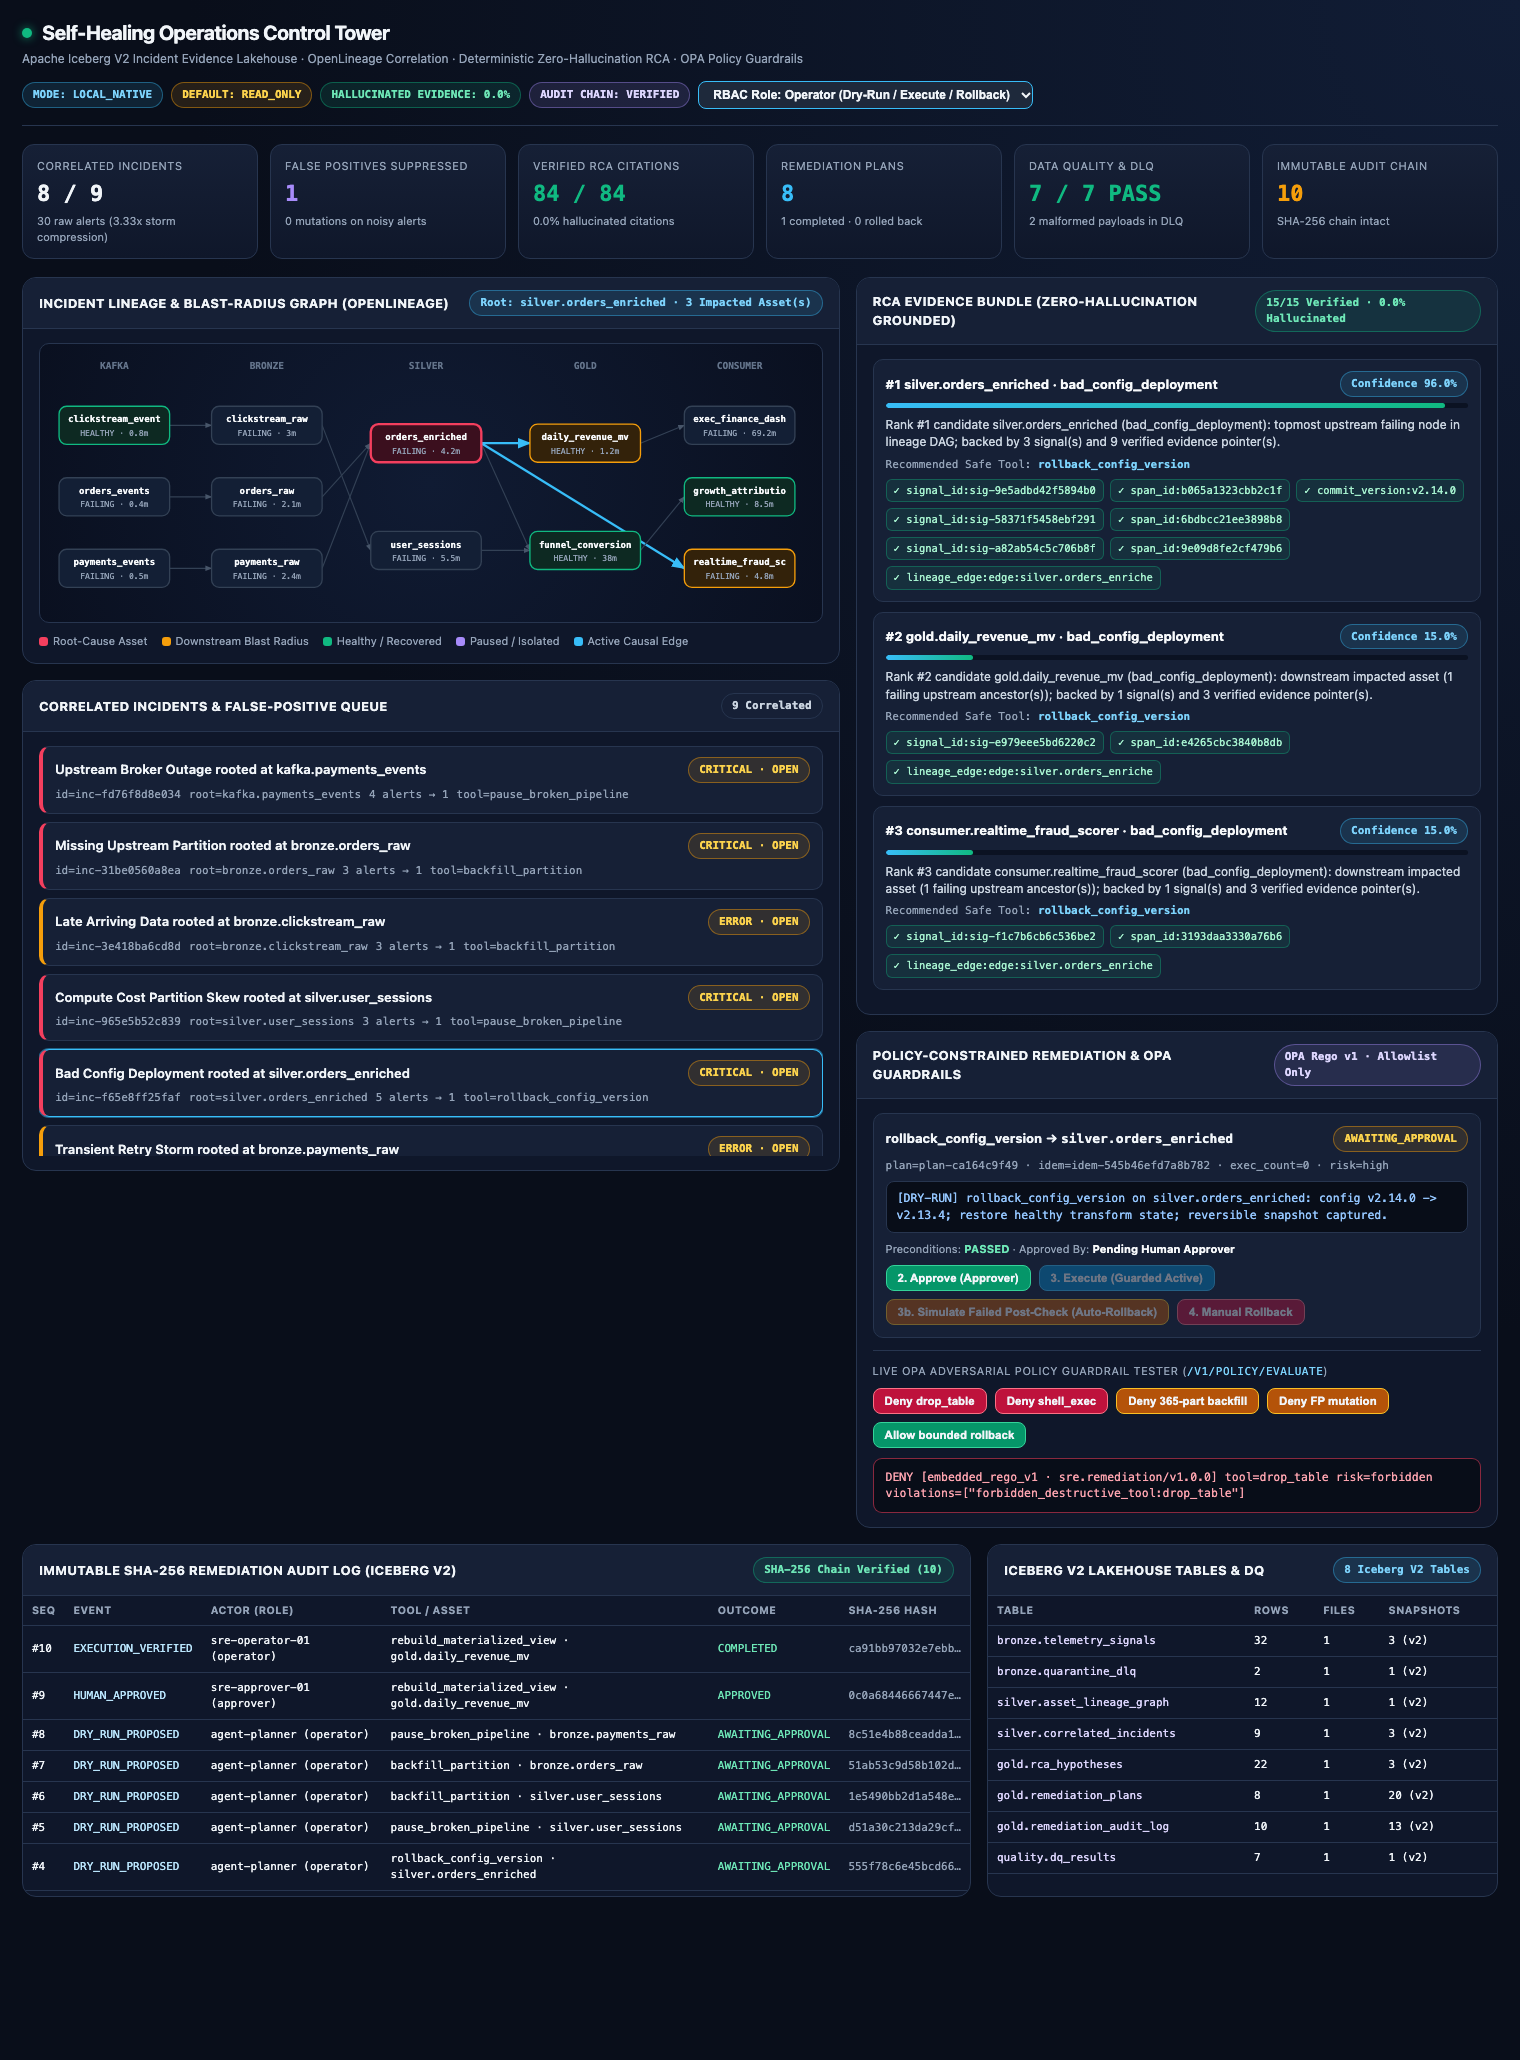 Self-Healing Operations Control Tower
Apache Iceberg V2 Incident Evidence Lakehouse · OpenLineage Correlation · Deterministic Zero-Hallucination RCA · OPA Policy Guardrails
MODE: LOCAL_NATIVE
DEFAULT: READ_ONLY
HALLUCINATED EVIDENCE: 0.0%
AUDIT CHAIN: VERIFIED
RBAC Role: Operator (Dry-Run / Execute / Rollback)
CORRELATED INCIDENTS
8 / 9
30 raw alerts (3.33x storm
compression)
FALSE POSITIVES SUPPRESSED
1
0 mutations on noisy alerts
VERIFIED RCA CITATIONS
84 / 84
0.0% hallucinated citations
REMEDIATION PLANS
8
1 completed · 0 rolled back
DATA QUALITY & DLQ
7 / 7 PASS
2 malformed payloads in DLQ
IMMUTABLE AUDIT CHAIN
10
SHA-256 chain intact
INCIDENT LINEAGE & BLAST-RADIUS GRAPH (OPENLINEAGE)
Root: silver.orders_enriched · 3 Impacted Asset(s)
KAFKA
BRONZE
SILVER
GOLD
CONSUMER
clickstream_event
HEALTHY · 0.8m
clickstream_raw
FAILING · 3m
orders_enriched
FAILING · 4.2m
daily_revenue_mv
HEALTHY · 1.2m
exec_finance_dash
FAILING · 69.2m
orders_events
FAILING · 0.4m
orders_raw
FAILING · 2.1m
growth_attributio
HEALTHY · 8.5m
payments_events
FAILING · 0.5m
payments_raw
FAILING · 2.4m
user_sessions
FAILING · 5.5m
funnel_conversion
HEALTHY · 38m
realtime_fraud_sc
FAILING · 4.8m
Root-Cause Asset
Downstream Blast Radius
Healthy / Recovered
Paused / Isolated
Active Causal Edge
CORRELATED INCIDENTS & FALSE-POSITIVE QUEUE
9 Correlated
Upstream Broker Outage rooted at kafka.payments_events
CRITICAL · OPEN
id=inc-fd76f8d8e034 root=kafka.payments_events 4 alerts → 1 tool=pause_broken_pipeline
Missing Upstream Partition rooted at bronze.orders_raw
CRITICAL · OPEN
id=inc-31be0560a8ea root=bronze.orders_raw 3 alerts → 1 tool=backfill_partition
Late Arriving Data rooted at bronze.clickstream_raw
ERROR · OPEN
id=inc-3e418ba6cd8d root=bronze.clickstream_raw 3 alerts → 1 tool=backfill_partition
Compute Cost Partition Skew rooted at silver.user_sessions
CRITICAL · OPEN
id=inc-965e5b52c839 root=silver.user_sessions 3 alerts → 1 tool=pause_broken_pipeline
Bad Config Deployment rooted at silver.orders_enriched
CRITICAL · OPEN
id=inc-f65e8ff25faf root=silver.orders_enriched 5 alerts → 1 tool=rollback_config_version
Transient Retry Storm rooted at bronze.payments_raw
ERROR · OPEN
RCA EVIDENCE BUNDLE (ZERO-HALLUCINATION
GROUNDED)
15/15 Verified · 0.0%
Hallucinated
#1 silver.orders_enriched · bad_config_deployment
Confidence 96.0%
Rank #1 candidate silver.orders_enriched (bad_config_deployment): topmost upstream failing node in
lineage DAG; backed by 3 signal(s) and 9 verified evidence pointer(s).
Recommended Safe Tool: rollback_config_version
✓ signal_id:sig-9e5adbd42f5894b0
✓ span_id:b065a1323cbb2c1f
✓ commit_version:v2.14.0
✓ signal_id:sig-58371f5458ebf291
✓ span_id:6bdbcc21ee3898b8
✓ signal_id:sig-a82ab54c5c706b8f
✓ span_id:9e09d8fe2cf479b6
✓ lineage_edge:edge:silver.orders_enriche
#2 gold.daily_revenue_mv · bad_config_deployment
Confidence 15.0%
Rank #2 candidate gold.daily_revenue_mv (bad_config_deployment): downstream impacted asset (1
failing upstream ancestor(s)); backed by 1 signal(s) and 3 verified evidence pointer(s).
Recommended Safe Tool: rollback_config_version
✓ signal_id:sig-e979eee5bd6220c2
✓ span_id:e4265cbc3840b8db
✓ lineage_edge:edge:silver.orders_enriche
#3 consumer.realtime_fraud_scorer · bad_config_deployment
Confidence 15.0%
Rank #3 candidate consumer.realtime_fraud_scorer (bad_config_deployment): downstream impacted
asset (1 failing upstream ancestor(s)); backed by 1 signal(s) and 3 verified evidence pointer(s).
Recommended Safe Tool: rollback_config_version
✓ signal_id:sig-f1c7b6cb6c536be2
✓ span_id:3193daa3330a76b6
✓ lineage_edge:edge:silver.orders_enriche
POLICY-CONSTRAINED REMEDIATION & OPA
GUARDRAILS
OPA Rego v1 · Allowlist
Only
rollback_config_version → silver.orders_enriched
AWAITING_APPROVAL
plan=plan-ca164c9f49 · idem=idem-545b46efd7a8b782 · exec_count=0 · risk=high
[DRY-RUN] rollback_config_version on silver.orders_enriched: config v2.14.0 ->
v2.13.4; restore healthy transform state; reversible snapshot captured.
Preconditions: PASSED · Approved By: Pending Human Approver
2. Approve (Approver)
3. Execute (Guarded Active)
3b. Simulate Failed Post-Check (Auto-Rollback)
4. Manual Rollback
LIVE OPA ADVERSARIAL POLICY GUARDRAIL TESTER (/V1/POLICY/EVALUATE)
Deny drop_table
Deny shell_exec
Deny 365-part backfill
Deny FP mutation
Allow bounded rollback
DENY [embedded_rego_v1 · sre.remediation/v1.0.0] tool=drop_table risk=forbidden
violations=["forbidden_destructive_tool:drop_table"]
IMMUTABLE SHA-256 REMEDIATION AUDIT LOG (ICEBERG V2)
SHA-256 Chain Verified (10)
SEQ EVENT ACTOR (ROLE) TOOL / ASSET OUTCOME SHA-256 HASH
#10 EXECUTION_VERIFIED sre-operator-01 (operator) rebuild_materialized_view · gold.daily_revenue_mv COMPLETED ca91bb97032e7ebb…
#9 HUMAN_APPROVED sre-approver-01 (approver) rebuild_materialized_view · gold.daily_revenue_mv APPROVED 0c0a68446667447e…
#8 DRY_RUN_PROPOSED agent-planner (operator) pause_broken_pipeline · bronze.payments_raw AWAITING_APPROVAL 8c51e4b88ceadda1…
#7 DRY_RUN_PROPOSED agent-planner (operator) backfill_partition · bronze.orders_raw AWAITING_APPROVAL 51ab53c9d58b102d…
#6 DRY_RUN_PROPOSED agent-planner (operator) backfill_partition · silver.user_sessions AWAITING_APPROVAL 1e5490bb2d1a548e…
#5 DRY_RUN_PROPOSED agent-planner (operator) pause_broken_pipeline · silver.user_sessions AWAITING_APPROVAL d51a30c213da29cf…
#4 DRY_RUN_PROPOSED agent-planner (operator) rollback_config_version · silver.orders_enriched AWAITING_APPROVAL 555f78c6e45bcd66…
ICEBERG V2 LAKEHOUSE TABLES & DQ
8 Iceberg V2 Tables
TABLE ROWS FILES SNAPSHOTS
bronze.telemetry_signals 32 1 3 (v2)
bronze.quarantine_dlq 2 1 1 (v2)
silver.asset_lineage_graph 12 1 1 (v2)
silver.correlated_incidents 9 1 3 (v2)
gold.rca_hypotheses 22 1 3 (v2)
gold.remediation_plans 8 1 20 (v2)
gold.remediation_audit_log 10 1 13 (v2)
quality.dq_results 7 1 1 (v2)